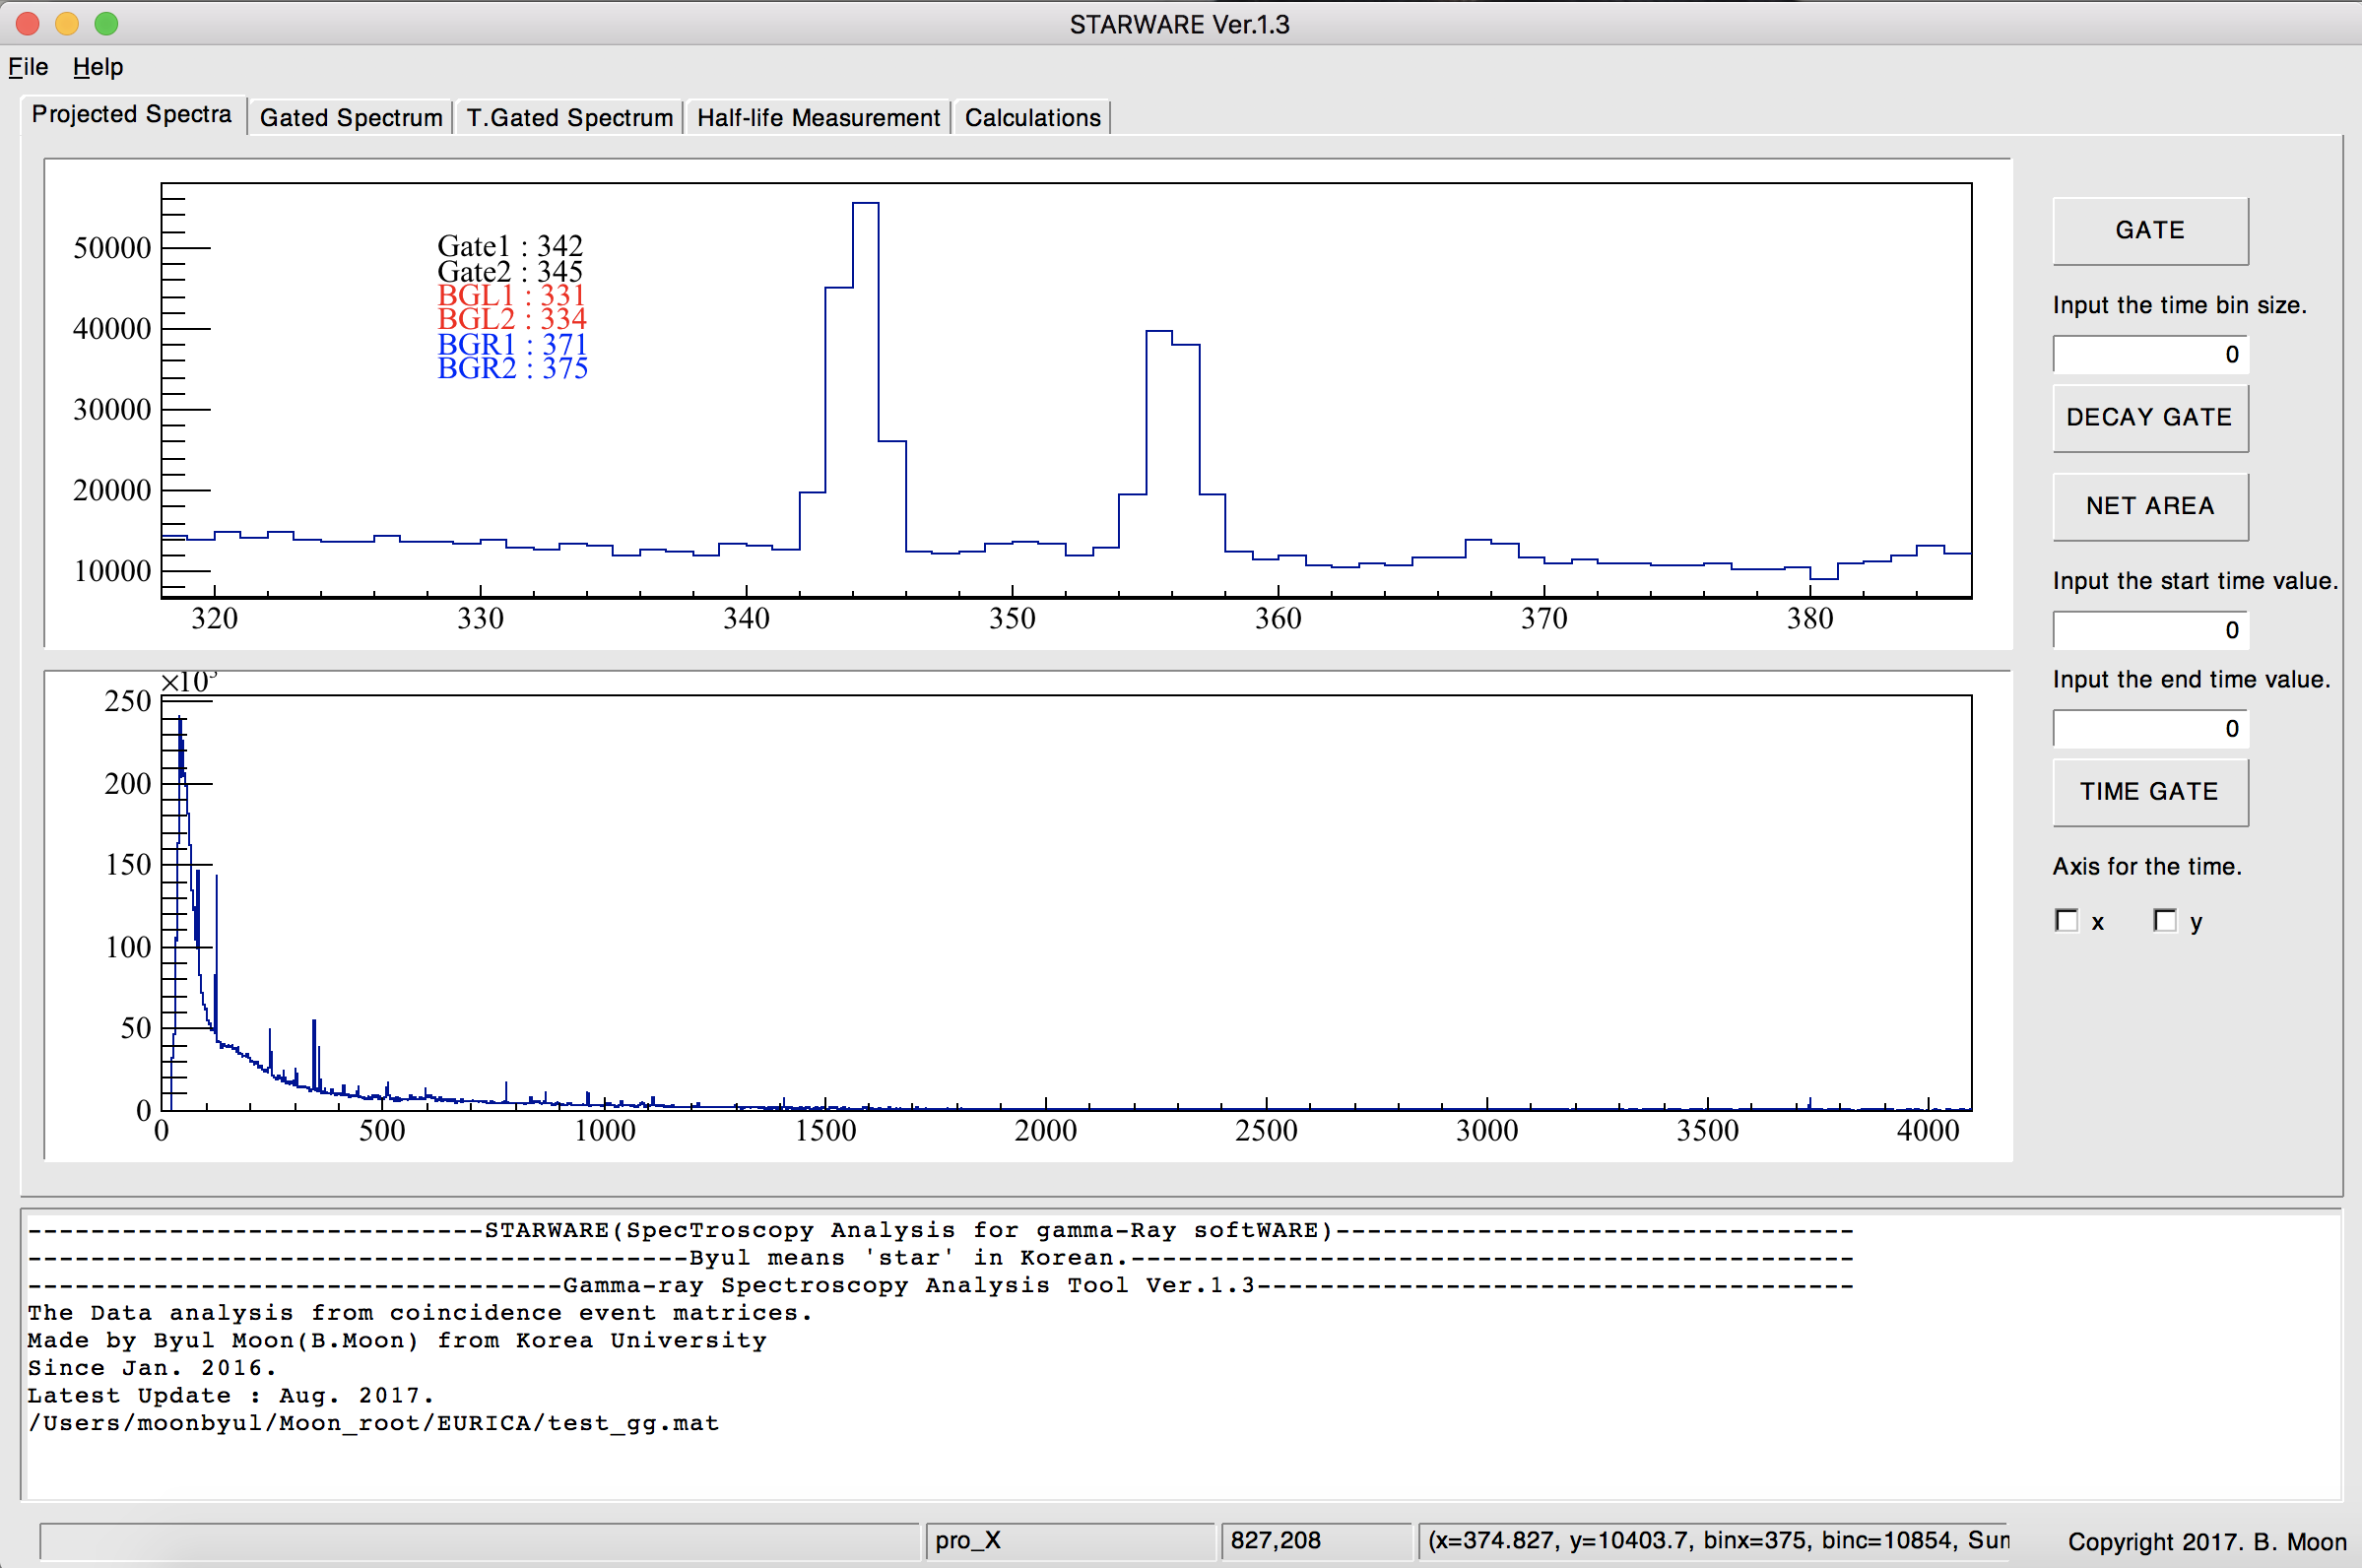 STARWARE Ver.1.3
File Help
Projected Spectra Gated Spectrum T.Gated Spectrum Half-life Measurement Calculations
50000
40000
30000
20000
10000
Gate1 : 342
Gate2 : 345
BGL1 : 331
BGL2 : 334
BGR1 : 371
BGR2 : 375
320 330 340 350 360 370 380
×10³
250
200
150
100
50
0
0 500 1000 1500 2000 2500 3000 3500 4000
GATE
Input the time bin size.
0
DECAY GATE
NET AREA
Input the start time value.
0
Input the end time value.
0
TIME GATE
Axis for the time.
x y
-----------------------------STARWARE(SpecTroscopy Analysis for gamma-Ray softWARE)---------------------------------
------------------------------------------Byul means 'star' in Korean.----------------------------------------------
----------------------------------Gamma-ray Spectroscopy Analysis Tool Ver.1.3--------------------------------------
The Data analysis from coincidence event matrices.
Made by Byul Moon(B.Moon) from Korea University
Since Jan. 2016.
Latest Update : Aug. 2017.
/Users/moonbyul/Moon_root/EURICA/test_gg.mat
pro_X 827,208 (x=374.827, y=10403.7, binx=375, binc=10854, Sun Copyright 2017. B. Moon